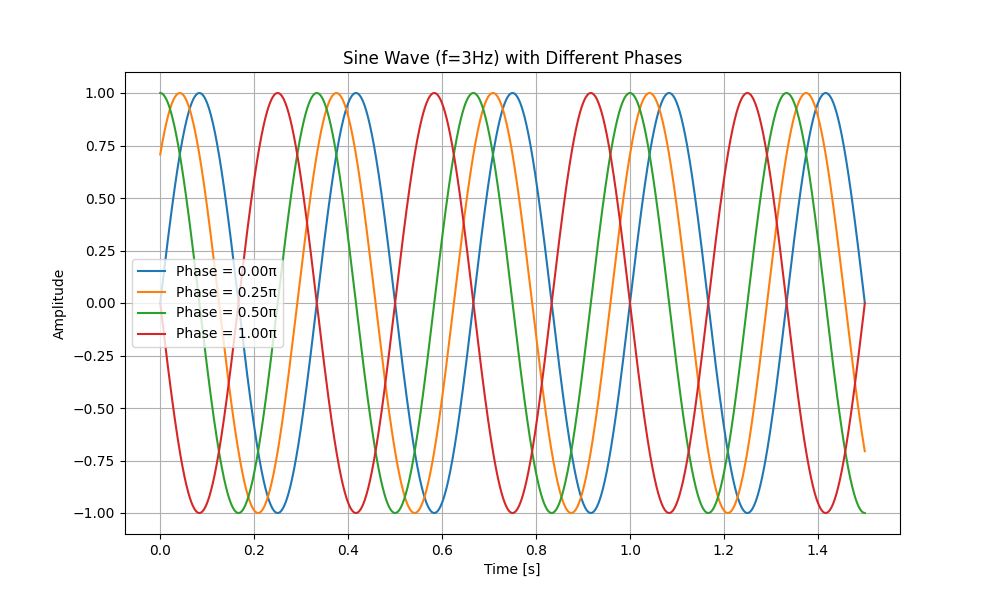 Sine Wave (f=3Hz) with Different Phases
Amplitude
1.00
0.75
0.50
0.25
0.00
−0.25
−0.50
−0.75
−1.00
Phase = 0.00π
Phase = 0.25π
Phase = 0.50π
Phase = 1.00π
0.0 0.2 0.4 0.6 0.8 1.0 1.2 1.4
Time [s]